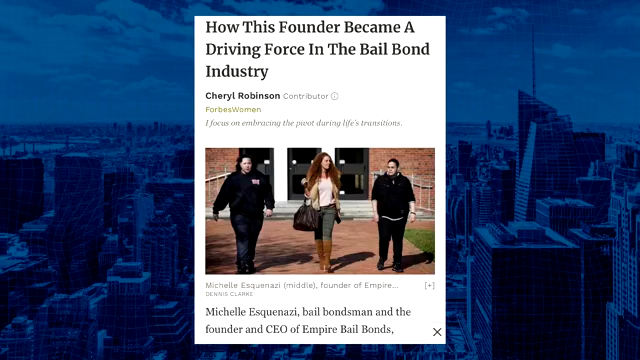 How This Founder Became A
Driving Force In The Bail Bond
Industry
Cheryl Robinson Contributor ⓘ
ForbesWomen
I focus on embracing the pivot during life's transitions.
Michelle Esquenazi (middle), founder of Empire... [+]
DENNIS CLARKE
Michelle Esquenazi, bail bondsman and the
founder and CEO of Empire Bail Bonds,